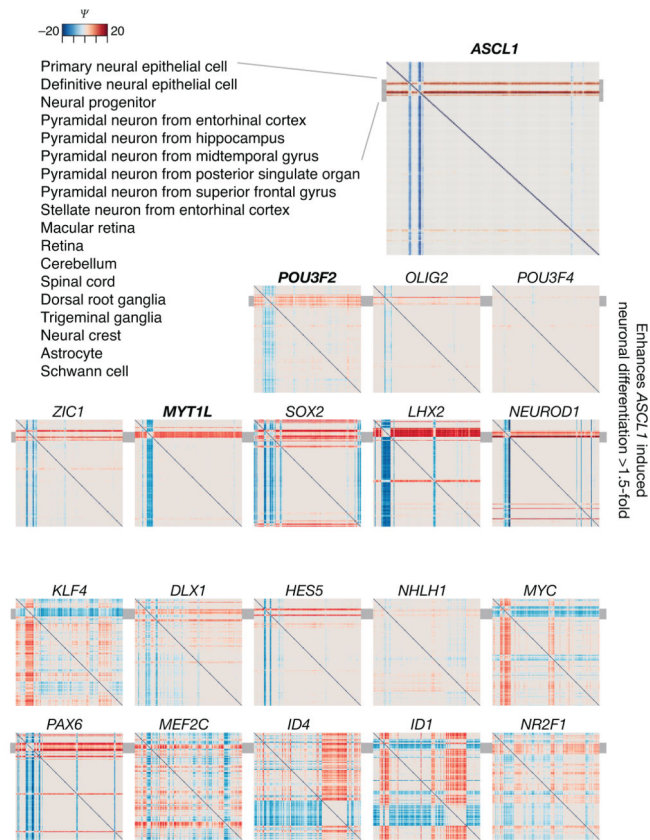 Ψ
−20 20
ASCL1
Primary neural epithelial cell
Definitive neural epithelial cell
Neural progenitor
Pyramidal neuron from entorhinal cortex
Pyramidal neuron from hippocampus
Pyramidal neuron from midtemporal gyrus
Pyramidal neuron from posterior singulate organ
Pyramidal neuron from superior frontal gyrus
Stellate neuron from entorhinal cortex
Macular retina
Retina
Cerebellum
Spinal cord
Dorsal root ganglia
Trigeminal ganglia
Neural crest
Astrocyte
Schwann cell
POU3F2 OLIG2 POU3F4
ZIC1 MYT1L SOX2 LHX2 NEUROD1
Enhances ASCL1 induced
neuronal differentiation >1.5-fold
KLF4 DLX1 HES5 NHLH1 MYC
PAX6 MEF2C ID4 ID1 NR2F1